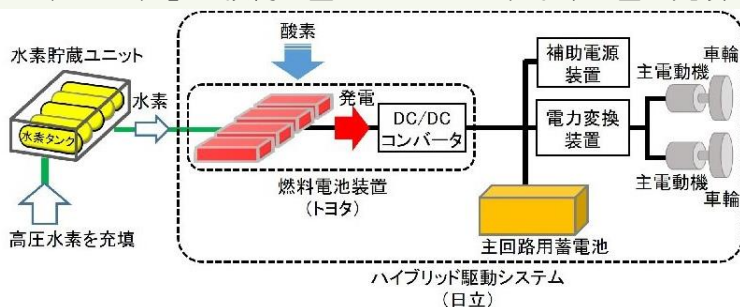 水素貯蔵ユニット
水素タンク
高圧水素を充填
水素
酸素
発電
DC/DC
コンバータ
燃料電池装置
(トヨタ)
補助電源
装置
電力変換
装置
主電動機
車輪
主電動機
車輪
主回路用蓄電池
ハイブリッド駆動システム
(日立)